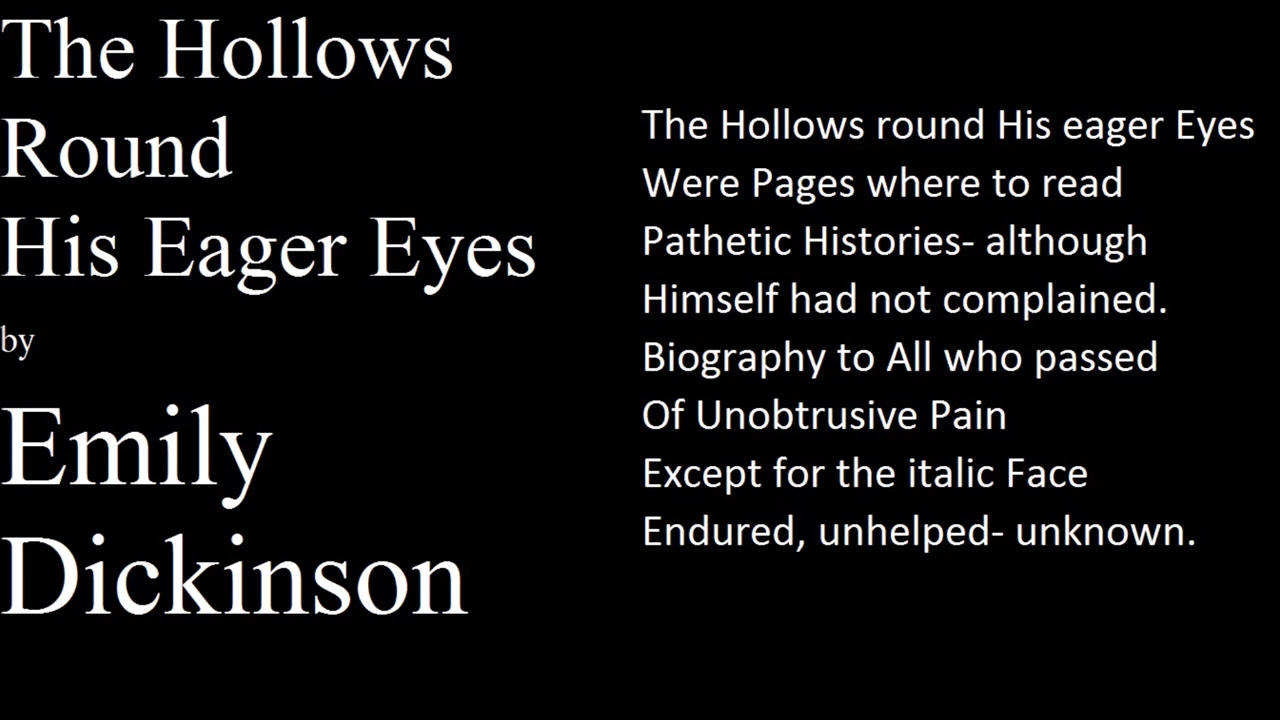 The Hollows
Round
His Eager Eyes
by
Emily
Dickinson
The Hollows round His eager Eyes
Were Pages where to read
Pathetic Histories- although
Himself had not complained.
Biography to All who passed
Of Unobtrusive Pain
Except for the italic Face
Endured, unhelped- unknown.